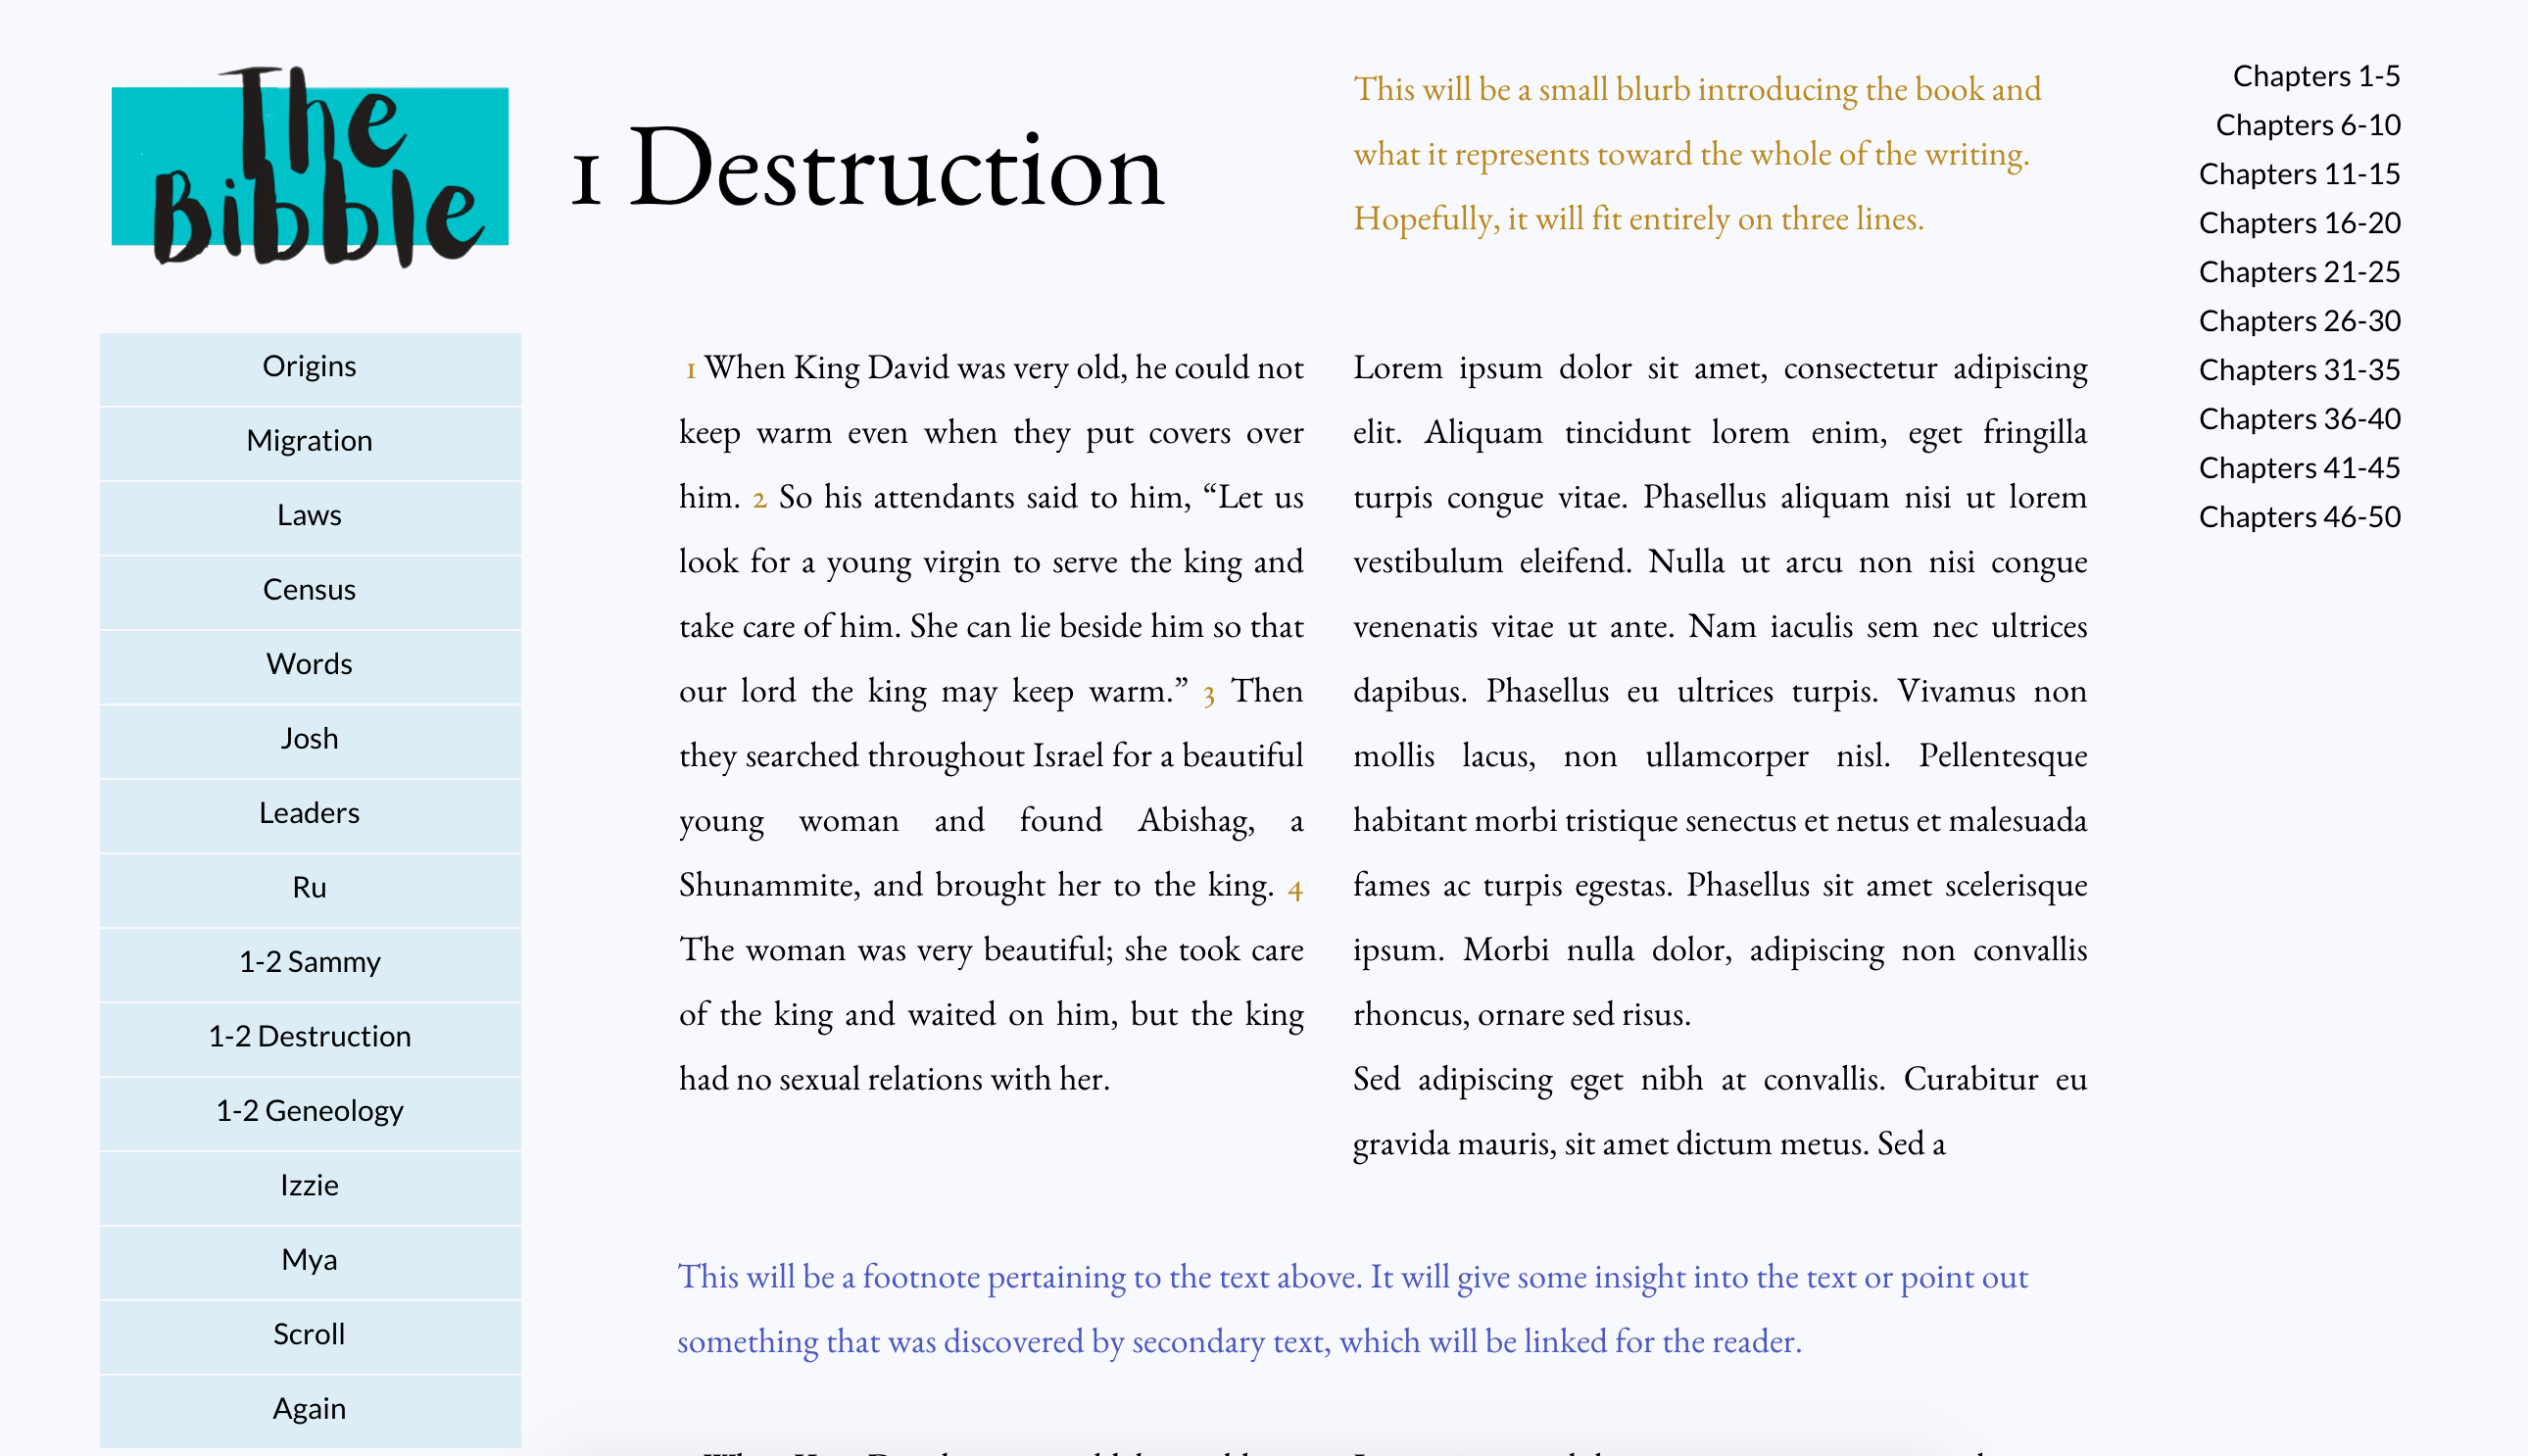 The
Bibble
1 Destruction
This will be a small blurb introducing the book and
what it represents toward the whole of the writing.
Hopefully, it will fit entirely on three lines.
Chapters 1-5
Chapters 6-10
Chapters 11-15
Chapters 16-20
Chapters 21-25
Chapters 26-30
Chapters 31-35
Chapters 36-40
Chapters 41-45
Chapters 46-50
Origins
Migration
Laws
Census
Words
Josh
Leaders
Ru
1-2 Sammy
1-2 Destruction
1-2 Geneology
Izzie
Mya
Scroll
Again
1 When King David was very old, he could not
keep warm even when they put covers over
him. 2 So his attendants said to him, “Let us
look for a young virgin to serve the king and
take care of him. She can lie beside him so that
our lord the king may keep warm.” 3 Then
they searched throughout Israel for a beautiful
young woman and found Abishag, a
Shunammite, and brought her to the king. 4
The woman was very beautiful; she took care
of the king and waited on him, but the king
had no sexual relations with her.
Lorem ipsum dolor sit amet, consectetur adipiscing
elit. Aliquam tincidunt lorem enim, eget fringilla
turpis congue vitae. Phasellus aliquam nisi ut lorem
vestibulum eleifend. Nulla ut arcu non nisi congue
venenatis vitae ut ante. Nam iaculis sem nec ultrices
dapibus. Phasellus eu ultrices turpis. Vivamus non
mollis lacus, non ullamcorper nisl. Pellentesque
habitant morbi tristique senectus et netus et malesuada
fames ac turpis egestas. Phasellus sit amet scelerisque
ipsum. Morbi nulla dolor, adipiscing non convallis
rhoncus, ornare sed risus.
Sed adipiscing eget nibh at convallis. Curabitur eu
gravida mauris, sit amet dictum metus. Sed a
This will be a footnote pertaining to the text above. It will give some insight into the text or point out
something that was discovered by secondary text, which will be linked for the reader.